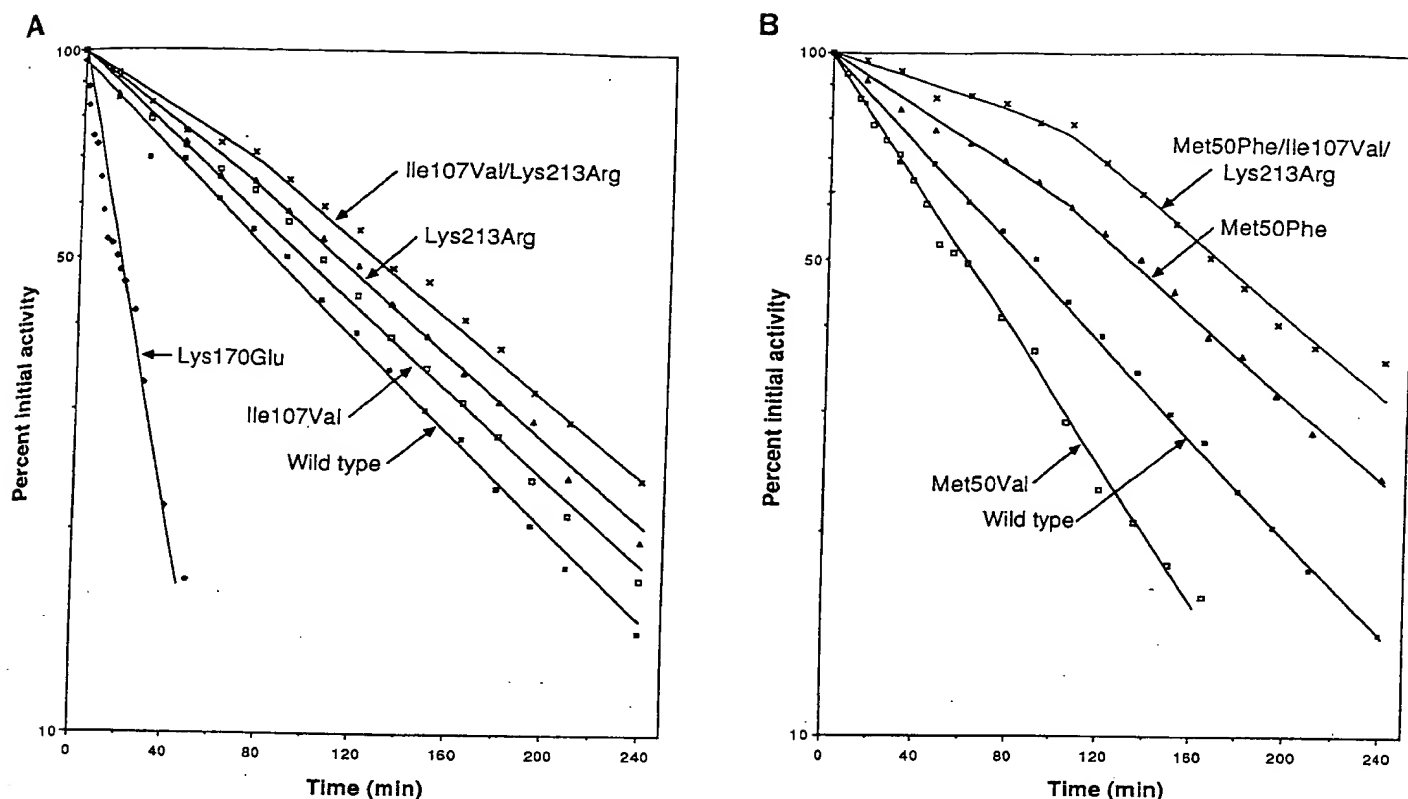 A
100
50
10
Percent initial activity
0 40 80 120 160 200 240
Time (min)
Ile107Val/Lys213Arg
Lys213Arg
Lys170Glu
Ile107Val
Wild type
B
100
50
10
Percent initial activity
0 40 80 120 160 200 240
Time (min)
Met50Phe/Ile107Val/
Lys213Arg
Met50Phe
Met50Val
Wild type